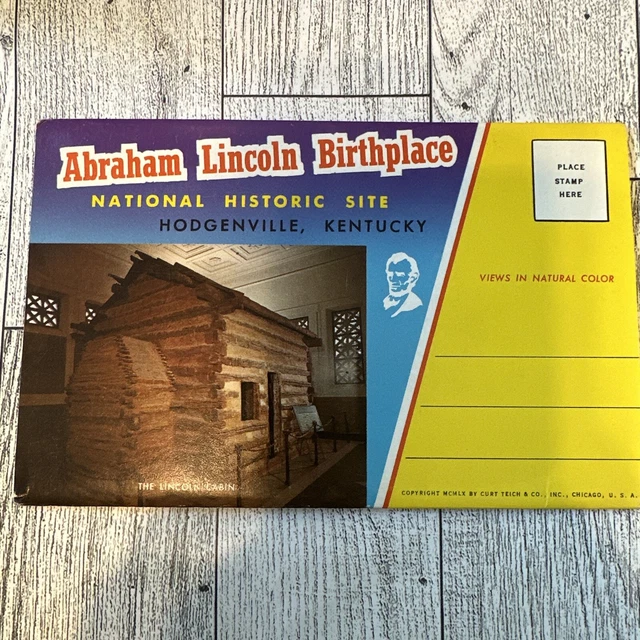 Abraham Lincoln Birthplace
NATIONAL HISTORIC SITE
HODGENVILLE, KENTUCKY
THE LINCOLN CABIN
PLACE
STAMP
HERE
VIEWS IN NATURAL COLOR
COPYRIGHT MCMLX BY CURT TEICH & CO., INC., CHICAGO, U. S. A.